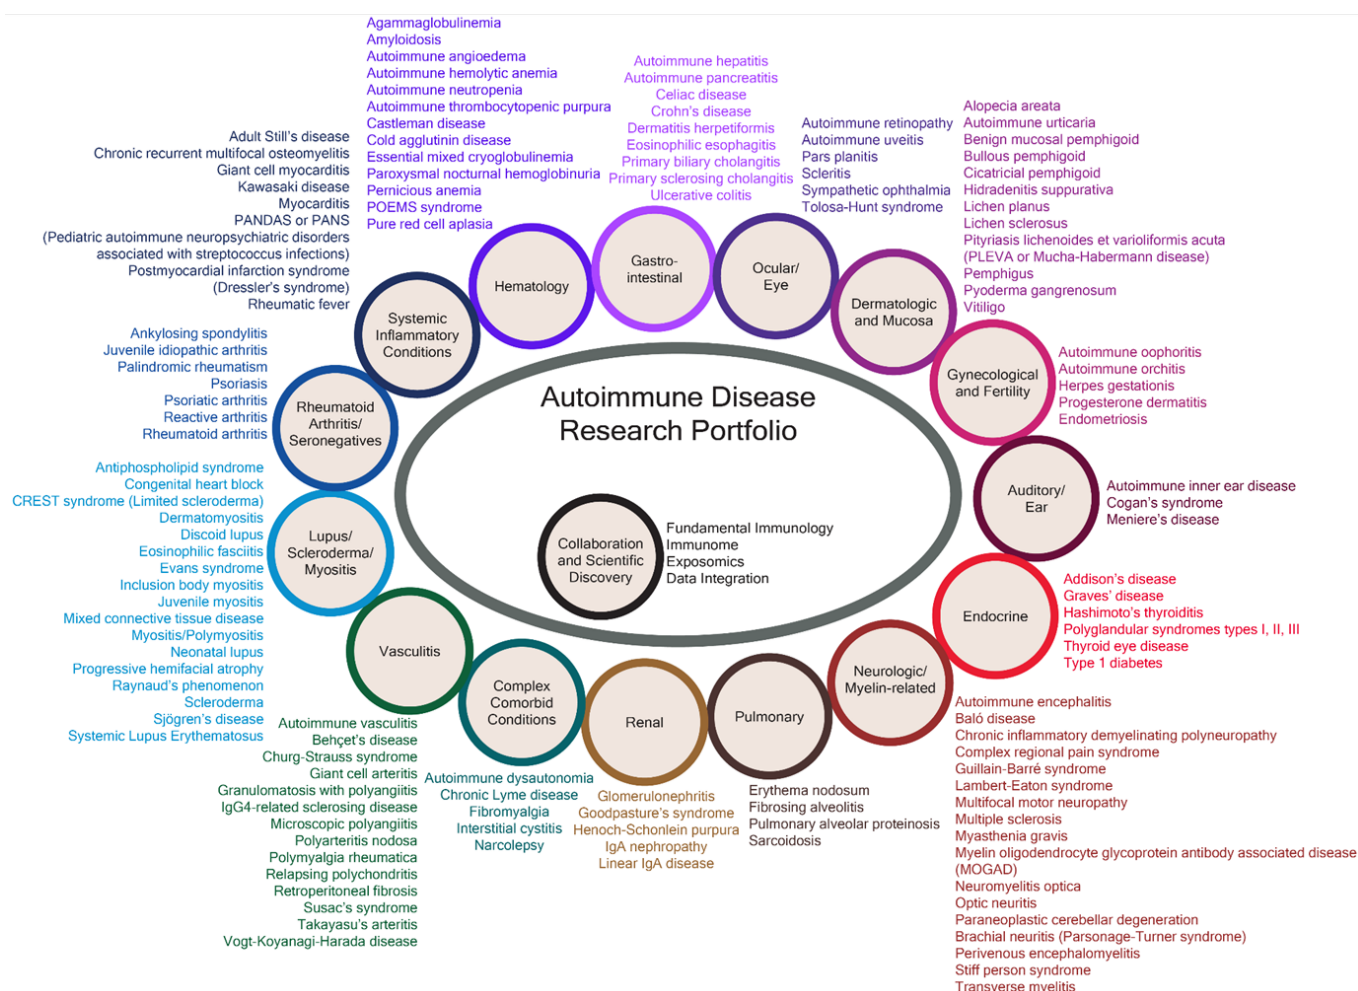 Autoimmune Disease
Research Portfolio
Collaboration
and Scientific
Discovery
Fundamental Immunology
Immunome
Exposomics
Data Integration
Hematology
Agammaglobulinemia
Amyloidosis
Autoimmune angioedema
Autoimmune hemolytic anemia
Autoimmune neutropenia
Autoimmune thrombocytopenic purpura
Castleman disease
Cold agglutinin disease
Essential mixed cryoglobulinemia
Paroxysmal nocturnal hemoglobinuria
Pernicious anemia
POEMS syndrome
Pure red cell aplasia
Gastro-
intestinal
Autoimmune hepatitis
Autoimmune pancreatitis
Celiac disease
Crohn's disease
Dermatitis herpetiformis
Eosinophilic esophagitis
Primary biliary cholangitis
Primary sclerosing cholangitis
Ulcerative colitis
Ocular/
Eye
Autoimmune retinopathy
Autoimmune uveitis
Pars planitis
Scleritis
Sympathetic ophthalmia
Tolosa-Hunt syndrome
Dermatologic
and Mucosa
Alopecia areata
Autoimmune urticaria
Benign mucosal pemphigoid
Bullous pemphigoid
Cicatricial pemphigoid
Hidradenitis suppurativa
Lichen planus
Lichen sclerosus
Pityriasis lichenoides et varioliformis acuta
(PLEVA or Mucha-Habermann disease)
Pemphigus
Pyoderma gangrenosum
Vitiligo
Gynecological
and Fertility
Autoimmune oophoritis
Autoimmune orchitis
Herpes gestationis
Progesterone dermatitis
Endometriosis
Auditory/
Ear
Autoimmune inner ear disease
Cogan's syndrome
Meniere's disease
Endocrine
Addison's disease
Graves' disease
Hashimoto's thyroiditis
Polyglandular syndromes types I, II, III
Thyroid eye disease
Type 1 diabetes
Neurologic/
Myelin-related
Autoimmune encephalitis
Baló disease
Chronic inflammatory demyelinating polyneuropathy
Complex regional pain syndrome
Guillain-Barré syndrome
Lambert-Eaton syndrome
Multifocal motor neuropathy
Multiple sclerosis
Myasthenia gravis
Myelin oligodendrocyte glycoprotein antibody associated disease
(MOGAD)
Neuromyelitis optica
Optic neuritis
Paraneoplastic cerebellar degeneration
Brachial neuritis (Parsonage-Turner syndrome)
Perivenous encephalomyelitis
Stiff person syndrome
Transverse myelitis
Pulmonary
Erythema nodosum
Fibrosing alveolitis
Pulmonary alveolar proteinosis
Sarcoidosis
Renal
Glomerulonephritis
Goodpasture's syndrome
Henoch-Schonlein purpura
IgA nephropathy
Linear IgA disease
Complex
Comorbid
Conditions
Autoimmune dysautonomia
Chronic Lyme disease
Fibromyalgia
Interstitial cystitis
Narcolepsy
Vasculitis
Autoimmune vasculitis
Behçet's disease
Churg-Strauss syndrome
Giant cell arteritis
Granulomatosis with polyangiitis
IgG4-related sclerosing disease
Microscopic polyangiitis
Polyarteritis nodosa
Polymyalgia rheumatica
Relapsing polychondritis
Retroperitoneal fibrosis
Susac's syndrome
Takayasu's arteritis
Vogt-Koyanagi-Harada disease
Lupus/
Scleroderma/
Myositis
Antiphospholipid syndrome
Congenital heart block
CREST syndrome (Limited scleroderma)
Dermatomyositis
Discoid lupus
Eosinophilic fasciitis
Evans syndrome
Inclusion body myositis
Juvenile myositis
Mixed connective tissue disease
Myositis/Polymyositis
Neonatal lupus
Progressive hemifacial atrophy
Raynaud's phenomenon
Scleroderma
Sjögren's disease
Systemic Lupus Erythematosus
Rheumatoid
Arthritis/
Seronegatives
Ankylosing spondylitis
Juvenile idiopathic arthritis
Palindromic rheumatism
Psoriasis
Psoriatic arthritis
Reactive arthritis
Rheumatoid arthritis
Systemic
Inflammatory
Conditions
Adult Still's disease
Chronic recurrent multifocal osteomyelitis
Giant cell myocarditis
Kawasaki disease
Myocarditis
PANDAS or PANS
(Pediatric autoimmune neuropsychiatric disorders
associated with streptococcus infections)
Postmyocardial infarction syndrome
(Dressler's syndrome)
Rheumatic fever